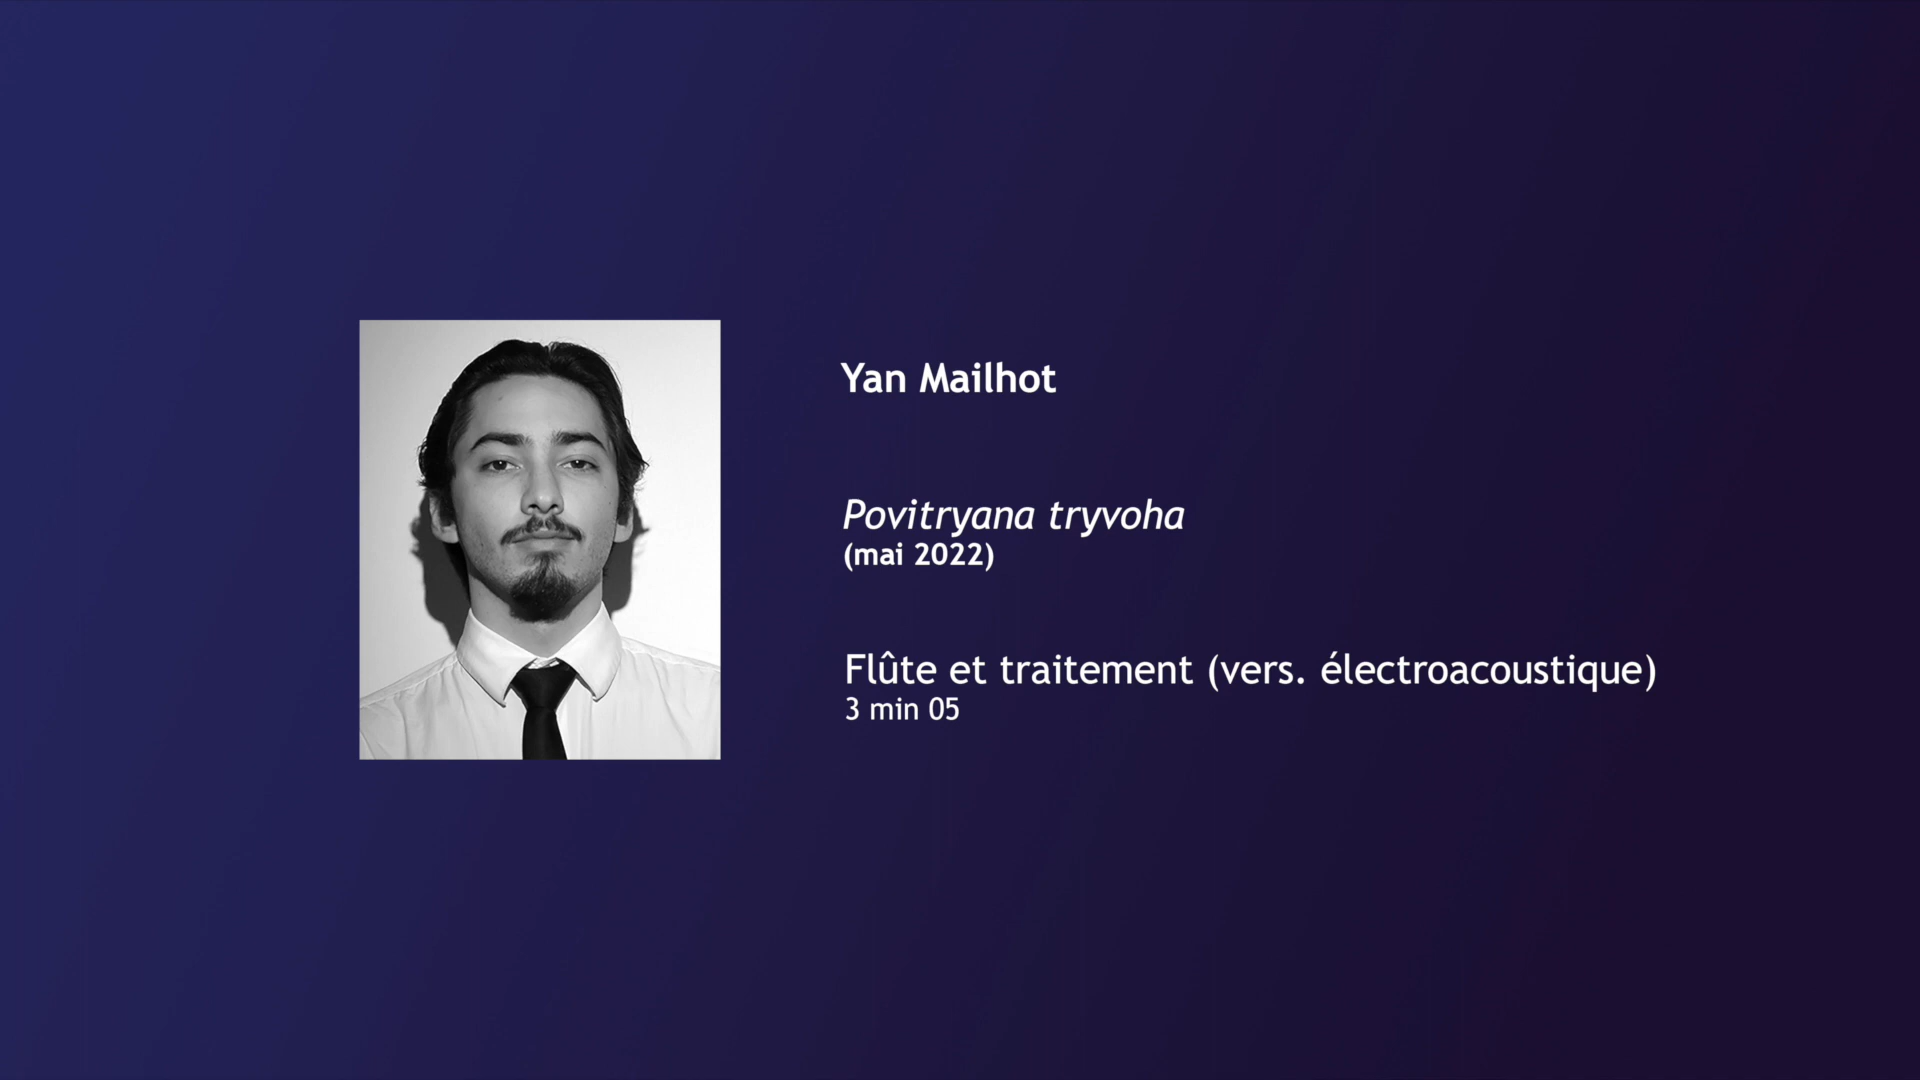 Yan Mailhot
Povitryana tryvoha
(mai 2022)
Flûte et traitement (vers. électroacoustique)
3 min 05